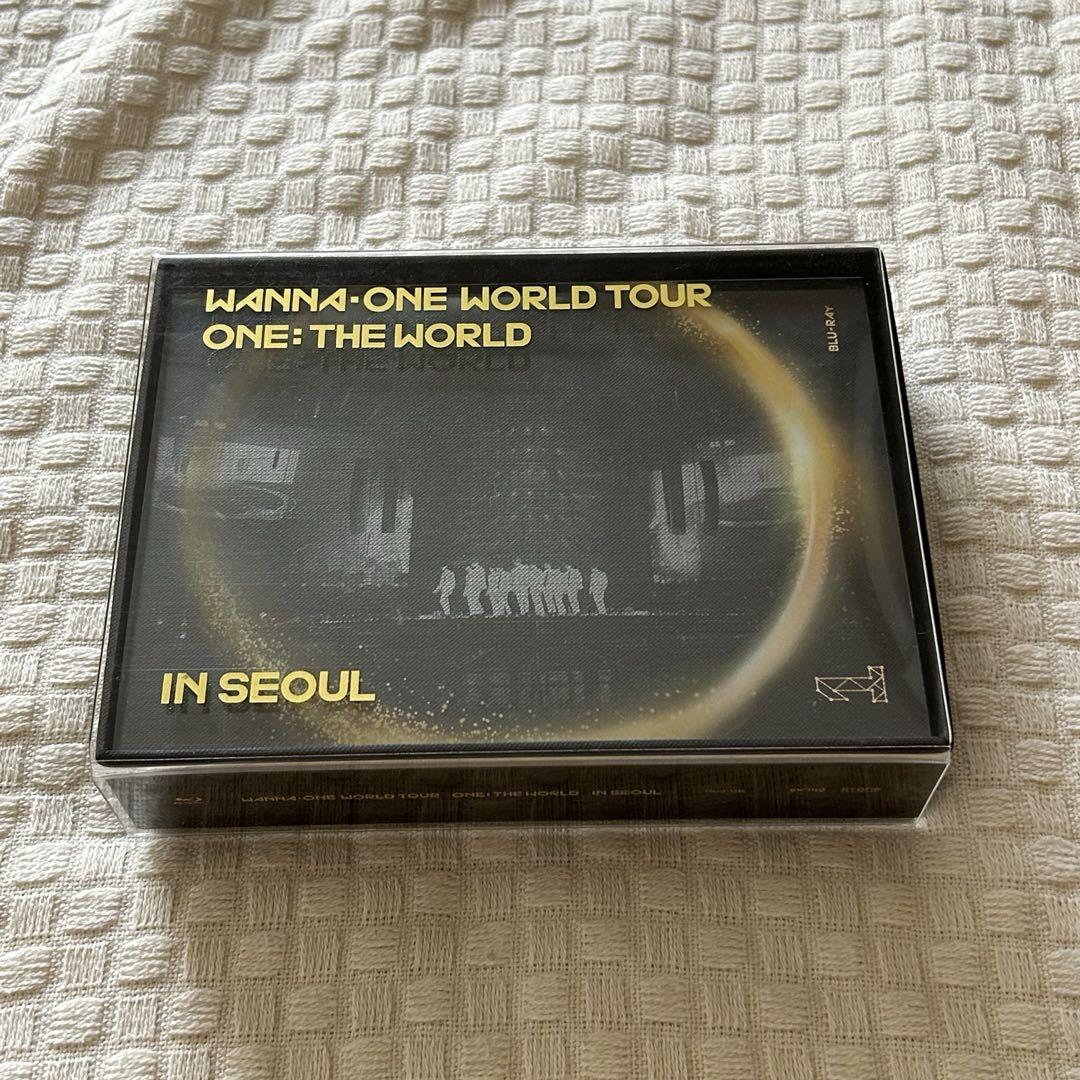 WANNA·ONE WORLD TOUR
ONE: THE WORLD
BLU-RAY
IN SEOUL
WANNA·ONE WORLD TOUR ONE: THE WORLD IN SEOUL